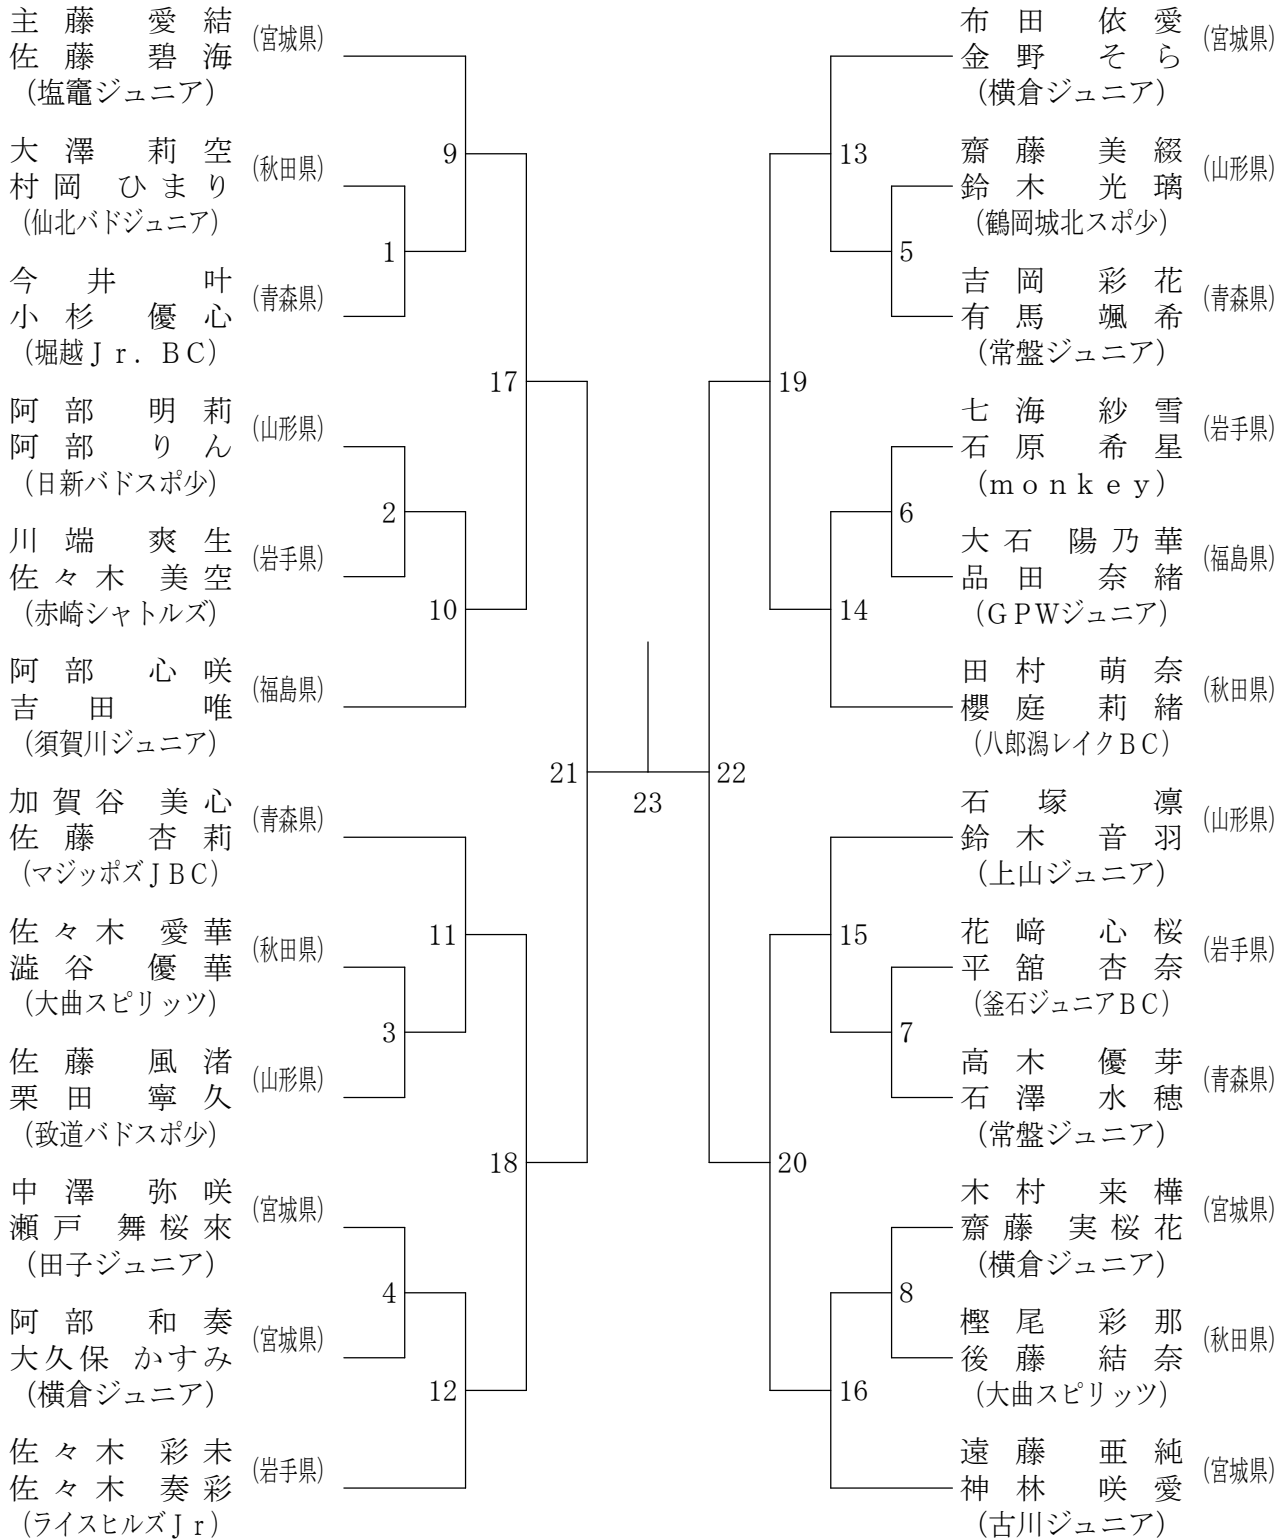 主藤 愛結 (宮城県)
佐藤 碧海
(塩竈ジュニア)
大澤 莉空 (秋田県)
村岡 ひまり
(仙北バドジュニア)
今井 叶 (青森県)
小杉 優心
(堀越Jr.BC)
阿部 明莉 (山形県)
阿部 りん
(日新バドスポ少)
川端 爽生 (岩手県)
佐々木 美空
(赤崎シャトルズ)
阿部 心咲 (福島県)
吉田 唯
(須賀川ジュニア)
加賀谷 美心 (青森県)
佐藤 杏莉
(マジッポズJBC)
佐々木 愛華 (秋田県)
澁谷 優華
(大曲スピリッツ)
佐藤 風渚 (山形県)
栗田 寧久
(致道バドスポ少)
中澤 弥咲 (宮城県)
瀬戸 舞桜來
(田子ジュニア)
阿部 和奏 (宮城県)
大久保 かすみ
(横倉ジュニア)
佐々木 彩未 (岩手県)
佐々木 奏彩
(ライスヒルズJr)
9
1
17
2
10
21
11
3
18
4
12
23
布田 依愛 (宮城県)
金野 そら
(横倉ジュニア)
齋藤 美綴 (山形県)
鈴木 光璃
(鶴岡城北スポ少)
吉岡 彩花 (青森県)
有馬 颯希
(常盤ジュニア)
七海 紗雪 (岩手県)
石原 希星
(monkey)
大石 陽乃華 (福島県)
品田 奈緒
(GPWジュニア)
田村 萌奈 (秋田県)
櫻庭 莉緒
(八郎潟レイクBC)
石塚 凛 (山形県)
鈴木 音羽
(上山ジュニア)
花﨑 心桜 (岩手県)
平舘 杏奈
(釜石ジュニアBC)
高木 優芽 (青森県)
石澤 水穂
(常盤ジュニア)
木村 来樺 (宮城県)
齋藤 実桜花
(横倉ジュニア)
樫尾 彩那 (秋田県)
後藤 結奈
(大曲スピリッツ)
遠藤 亜純 (宮城県)
神林 咲愛
(古川ジュニア)
13
5
19
6
14
22
15
7
20
8
16